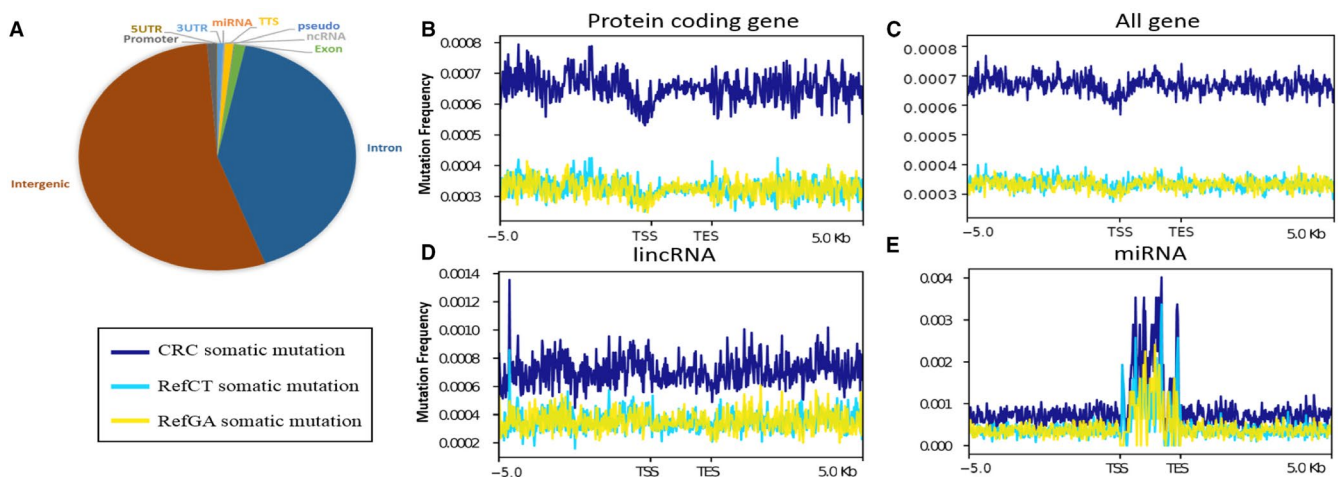 A
5UTR
3UTR
miRNA
TTS
pseudo
ncRNA
Promoter
Exon
Intron
Intergenic
CRC somatic mutation
RefCT somatic mutation
RefGA somatic mutation
B
Protein coding gene
Mutation Frequency
0.0008
0.0007
0.0006
0.0005
0.0004
0.0003
−5.0
TSS
TES
5.0 Kb
C
All gene
0.0008
0.0007
0.0006
0.0005
0.0004
0.0003
−5.0
TSS
TES
5.0 Kb
D
lincRNA
Mutation Frequency
0.0014
0.0012
0.0010
0.0008
0.0006
0.0004
0.0002
−5.0
TSS
TES
5.0 Kb
E
miRNA
0.004
0.003
0.002
0.001
0.000
−5.0
TSS
TES
5.0 Kb